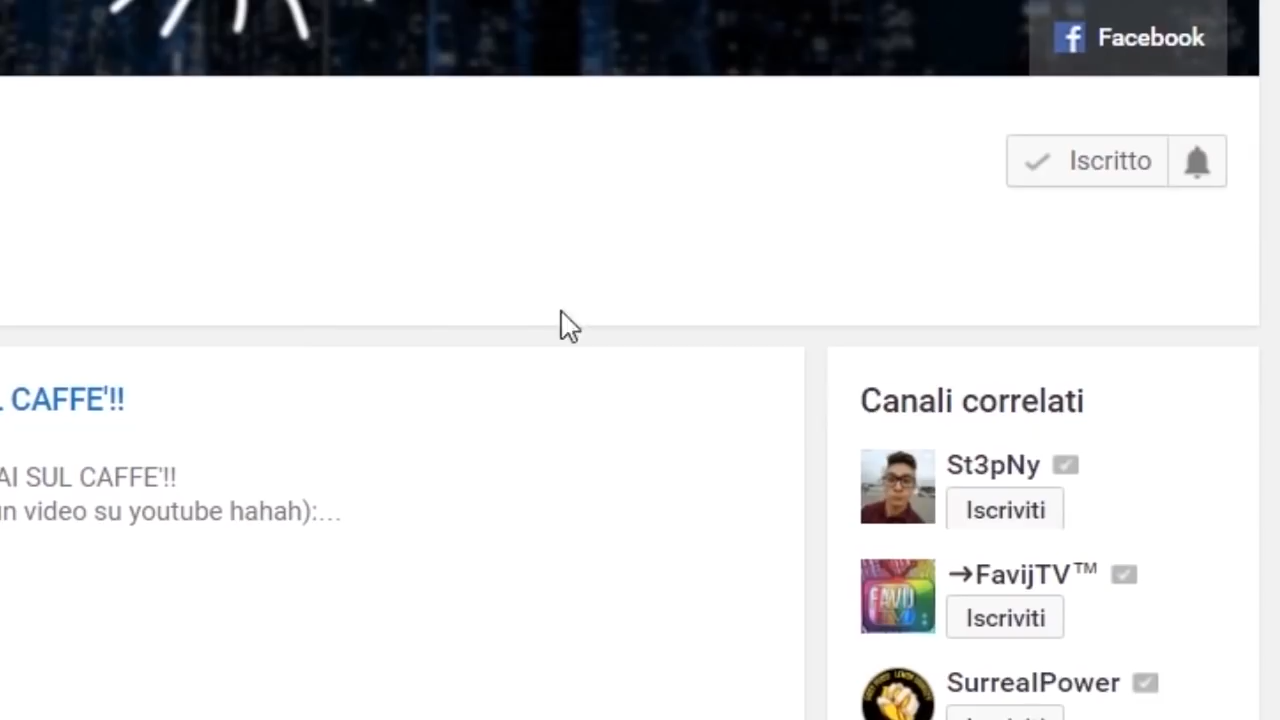 Facebook
Iscritto
CAFFE'!!
AI SUL CAFFE'!!
un video su youtube hahah):...
Canali correlati
St3pNy
Iscriviti
→FavijTV™
Iscriviti
SurrealPower